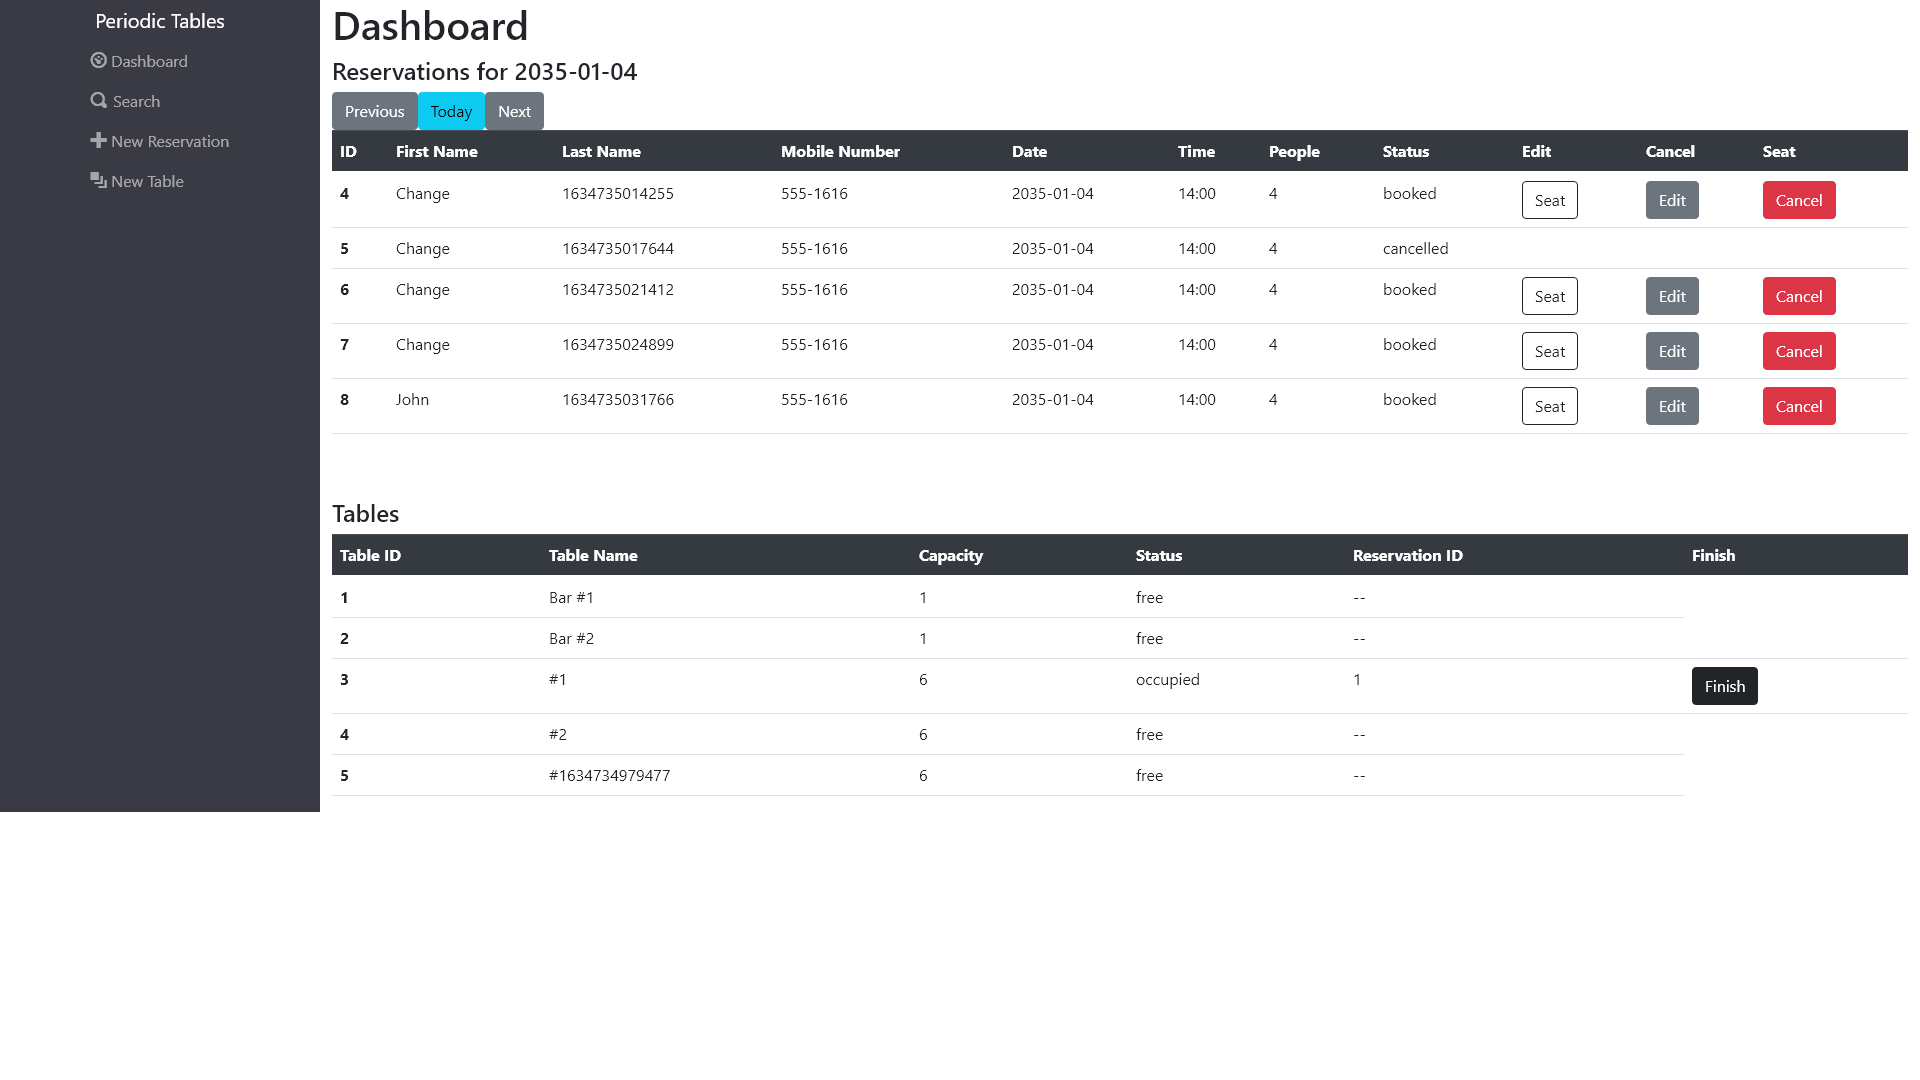 Periodic Tables
Dashboard
Search
New Reservation
New Table
Dashboard
Reservations for 2035-01-04
Previous Today Next
ID First Name Last Name Mobile Number Date Time People Status Edit Cancel Seat
4 Change 1634735014255 555-1616 2035-01-04 14:00 4 booked Seat Edit Cancel
5 Change 1634735017644 555-1616 2035-01-04 14:00 4 cancelled
6 Change 1634735021412 555-1616 2035-01-04 14:00 4 booked Seat Edit Cancel
7 Change 1634735024899 555-1616 2035-01-04 14:00 4 booked Seat Edit Cancel
8 John 1634735031766 555-1616 2035-01-04 14:00 4 booked Seat Edit Cancel
Tables
Table ID Table Name Capacity Status Reservation ID Finish
1 Bar #1 1 free --
2 Bar #2 1 free --
3 #1 6 occupied 1 Finish
4 #2 6 free --
5 #1634734979477 6 free --